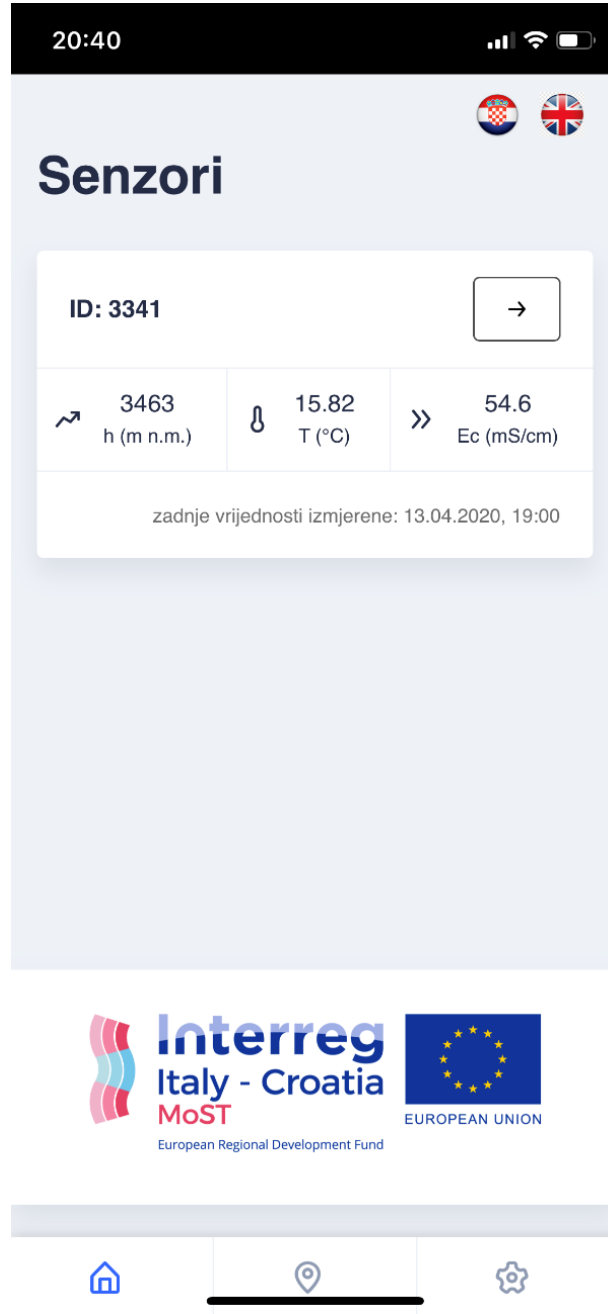 20:40
Senzori
ID: 3341
3463
h (m n.m.)
15.82
T (°C)
54.6
Ec (mS/cm)
zadnje vrijednosti izmjerene: 13.04.2020, 19:00
Interreg
Italy - Croatia
MoST
European Regional Development Fund
EUROPEAN UNION